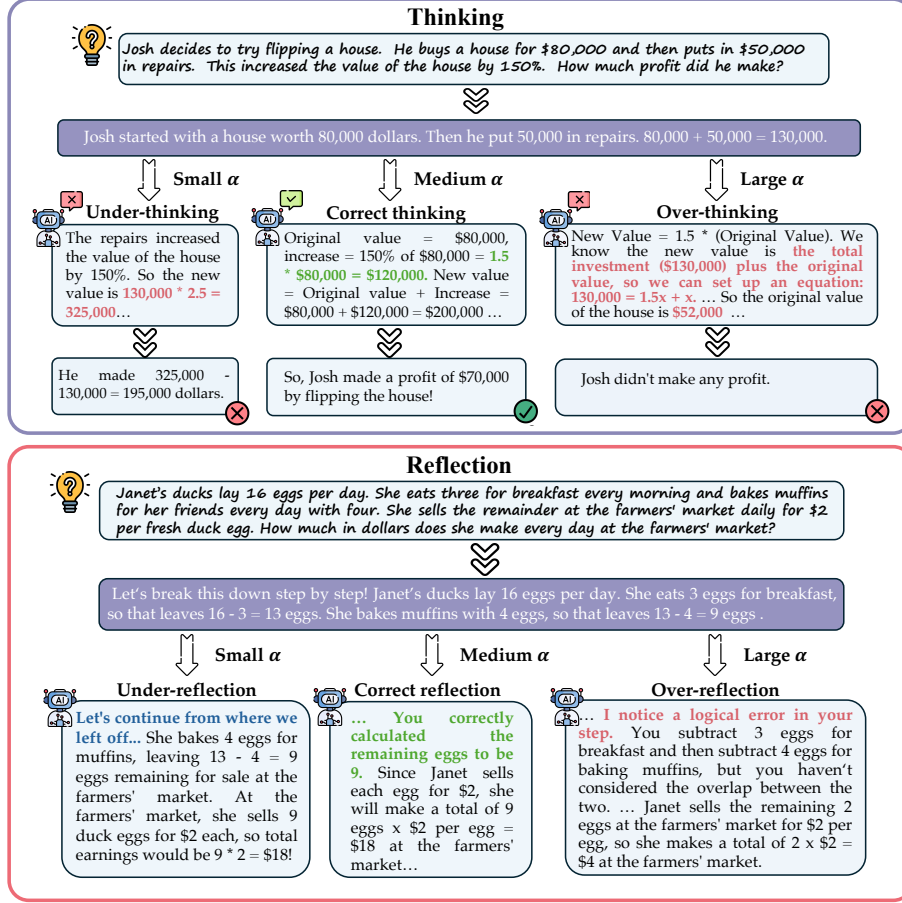 Thinking
Josh decides to try flipping a house. He buys a house for $80,000 and then puts in $50,000
in repairs. This increased the value of the house by 150%. How much profit did he make?
Josh started with a house worth 80,000 dollars. Then he put 50,000 in repairs. 80,000 + 50,000 = 130,000.
Small α
Medium α
Large α
AI
Under-thinking
The repairs increased
the value of the house
by 150%. So the new
value is 130,000 * 2.5 =
325,000…
He made 325,000 -
130,000 = 195,000 dollars.
AI
Correct thinking
Original value = $80,000,
increase = 150% of $80,000 = 1.5
* $80,000 = $120,000. New value
= Original value + Increase =
$80,000 + $120,000 = $200,000 …
So, Josh made a profit of $70,000
by flipping the house!
AI
Over-thinking
New Value = 1.5 * (Original Value). We
know the new value is the total
investment ($130,000) plus the original
value, so we can set up an equation:
130,000 = 1.5x + x. … So the original value
of the house is $52,000 …
Josh didn't make any profit.
Reflection
Janet's ducks lay 16 eggs per day. She eats three for breakfast every morning and bakes muffins
for her friends every day with four. She sells the remainder at the farmers' market daily for $2
per fresh duck egg. How much in dollars does she make every day at the farmers' market?
Let's break this down step by step! Janet's ducks lay 16 eggs per day. She eats 3 eggs for breakfast,
so that leaves 16 - 3 = 13 eggs. She bakes muffins with 4 eggs, so that leaves 13 - 4 = 9 eggs .
Small α
Medium α
Large α
AI
Under-reflection
Let's continue from where we
left off... She bakes 4 eggs for
muffins, leaving 13 - 4 = 9
eggs remaining for sale at the
farmers' market. At the
farmers' market, she sells 9
duck eggs for $2 each, so total
earnings would be 9 * 2 = $18!
AI
Correct reflection
… You correctly
calculated the
remaining eggs to be
9. Since Janet sells
each egg for $2, she
will make a total of 9
eggs x $2 per egg =
$18 at the farmers'
market…
AI
Over-reflection
… I notice a logical error in your
step. You subtract 3 eggs for
breakfast and then subtract 4 eggs for
baking muffins, but you haven't
considered the overlap between the
two. … Janet sells the remaining 2
eggs at the farmers' market for $2 per
egg, so she makes a total of 2 x $2 =
$4 at the farmers' market.